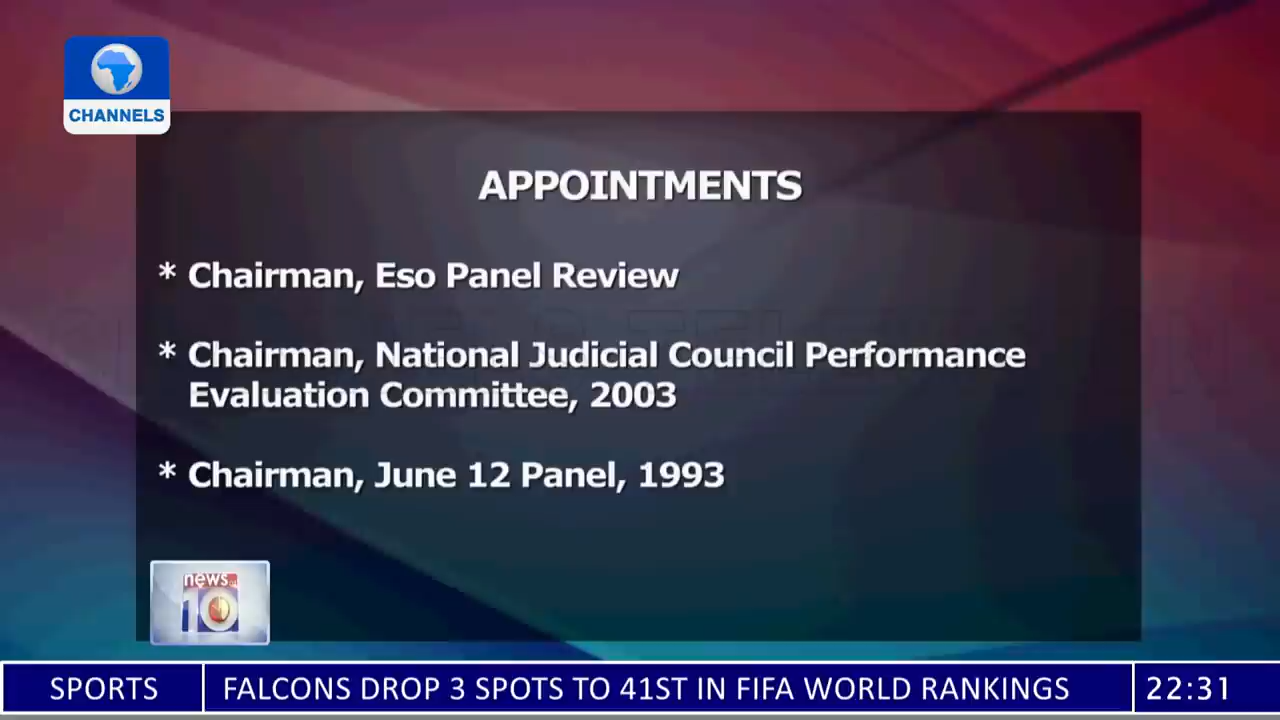 CHANNELS
APPOINTMENTS
* Chairman, Eso Panel Review
* Chairman, National Judicial Council Performance
Evaluation Committee, 2003
* Chairman, June 12 Panel, 1993
news
10
SPORTS
FALCONS DROP 3 SPOTS TO 41ST IN FIFA WORLD RANKINGS
22:31